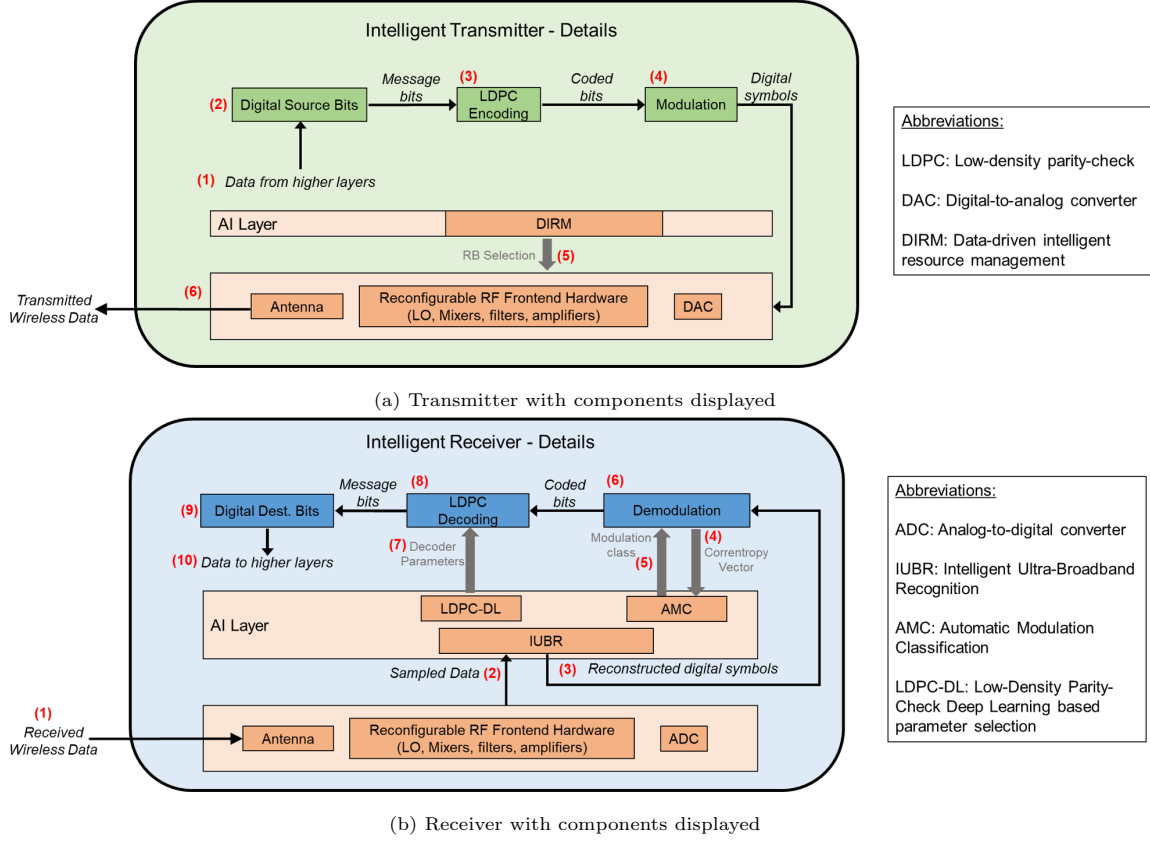 Intelligent Transmitter - Details
(2)
Digital Source Bits
Message
bits
(3)
LDPC
Encoding
Coded
bits
(4)
Modulation
Digital
symbols
(1)
Data from higher layers
AI Layer
DIRM
RB Selection
(5)
(6)
Transmitted
Wireless Data
Antenna
Reconfigurable RF Frontend Hardware
(LO, Mixers, filters, amplifiers)
DAC
Abbreviations:
LDPC: Low-density parity-check
DAC: Digital-to-analog converter
DIRM: Data-driven intelligent
resource management
(a) Transmitter with components displayed
Intelligent Receiver - Details
(9)
Digital Dest. Bits
Message
bits
(8)
LDPC
Decoding
Coded
bits
(6)
Demodulation
(10)
Data to higher layers
(7)
Decoder
Parameters
Modulation
class
(5)
(4)
Correntropy
Vector
AI Layer
LDPC-DL
AMC
IUBR
Sampled Data
(2)
(3)
Reconstructed digital symbols
(1)
Received
Wireless Data
Antenna
Reconfigurable RF Frontend Hardware
(LO, Mixers, filters, amplifiers)
ADC
Abbreviations:
ADC: Analog-to-digital converter
IUBR: Intelligent Ultra-Broadband
Recognition
AMC: Automatic Modulation
Classification
LDPC-DL: Low-Density Parity-
Check Deep Learning based
parameter selection
(b) Receiver with components displayed